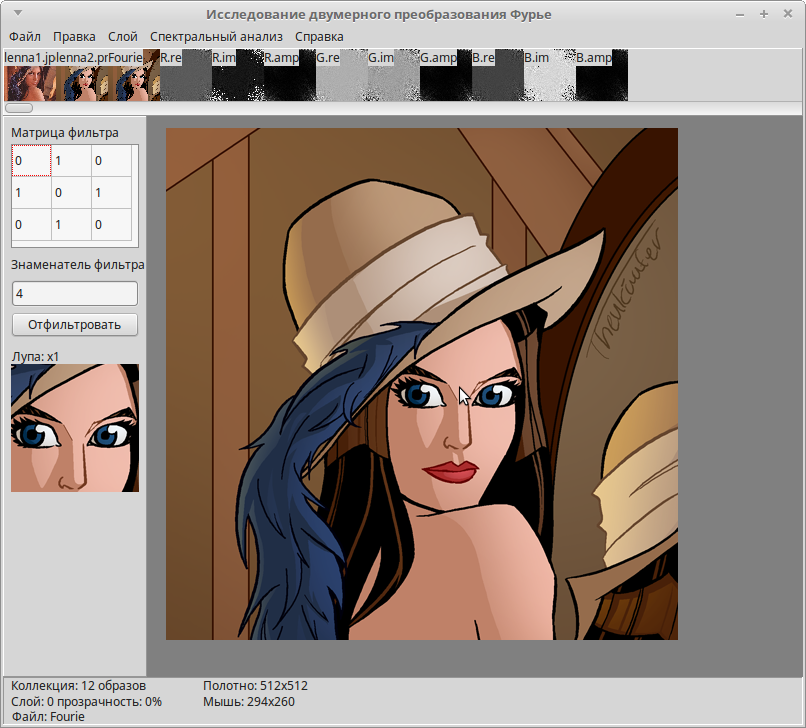 Исследование двумерного преобразования Фурье
Файл Правка Слой Спектральный анализ Справка
lenna1.jp lenna2.pr Fourie R.re R.im R.amp G.re G.im G.amp B.re B.im B.amp
Матрица фильтра
0 1 0
1 0 1
0 1 0
Знаменатель фильтра
4
Отфильтровать
Лупа: x1
Коллекция: 12 образов Полотно: 512x512
Слой: 0 прозрачность: 0% Мышь: 294x260
Файл: Fourie